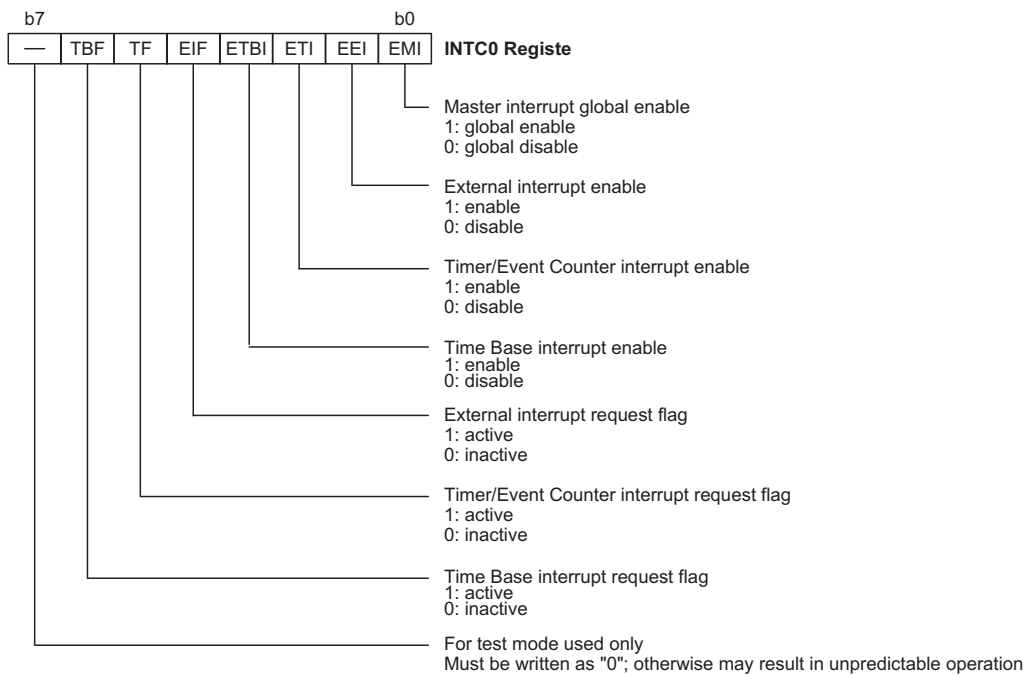 b7 b0
— TBF TF EIF ETBI ETI EEI EMI INTC0 Registe
Master interrupt global enable
1: global enable
0: global disable
External interrupt enable
1: enable
0: disable
Timer/Event Counter interrupt enable
1: enable
0: disable
Time Base interrupt enable
1: enable
0: disable
External interrupt request flag
1: active
0: inactive
Timer/Event Counter interrupt request flag
1: active
0: inactive
Time Base interrupt request flag
1: active
0: inactive
For test mode used only
Must be written as "0"; otherwise may result in unpredictable operation